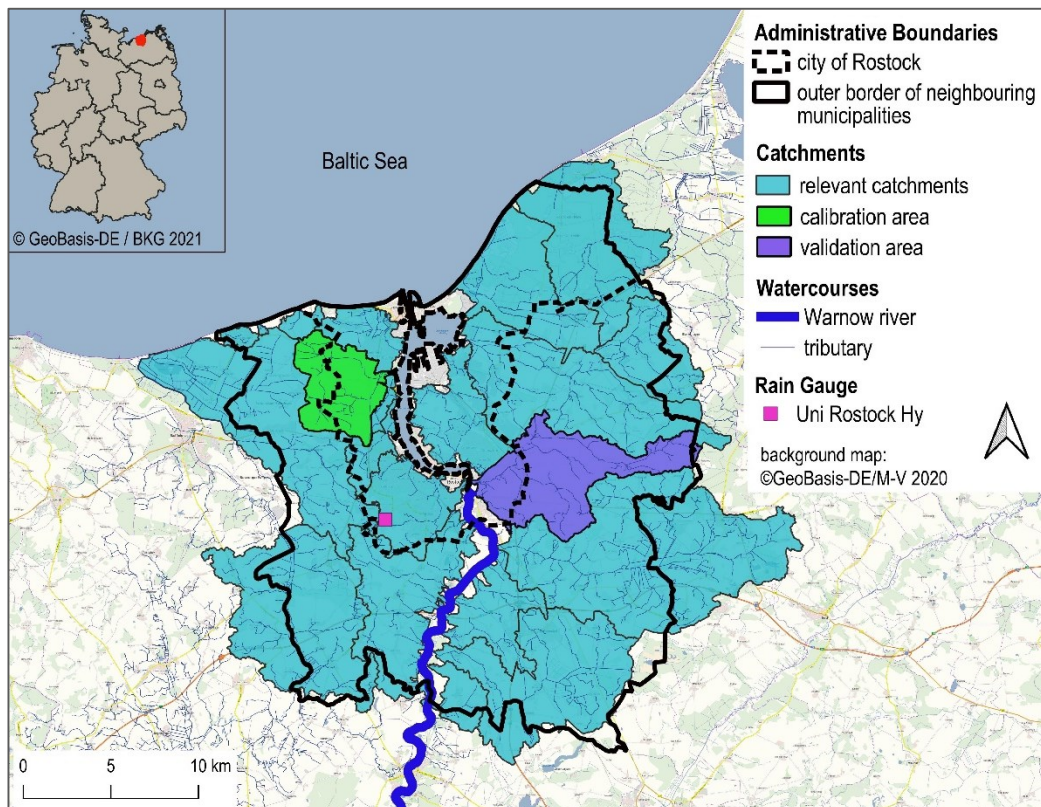 © GeoBasis-DE / BKG 2021
Baltic Sea
Administrative Boundaries
city of Rostock
outer border of neighbouring
municipalities
Catchments
relevant catchments
calibration area
validation area
Watercourses
Warnow river
tributary
Rain Gauge
Uni Rostock Hy
background map:
©GeoBasis-DE/M-V 2020
0 5 10 km